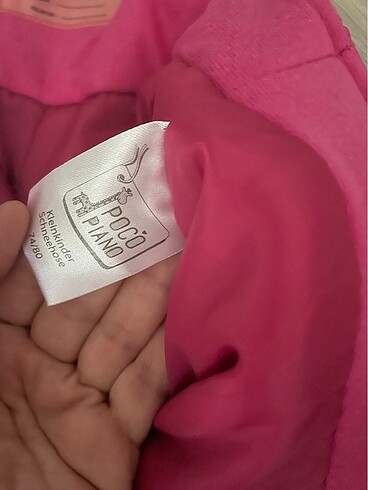 POCO
PIANO
Kleinkinder
Schneehose
74/80